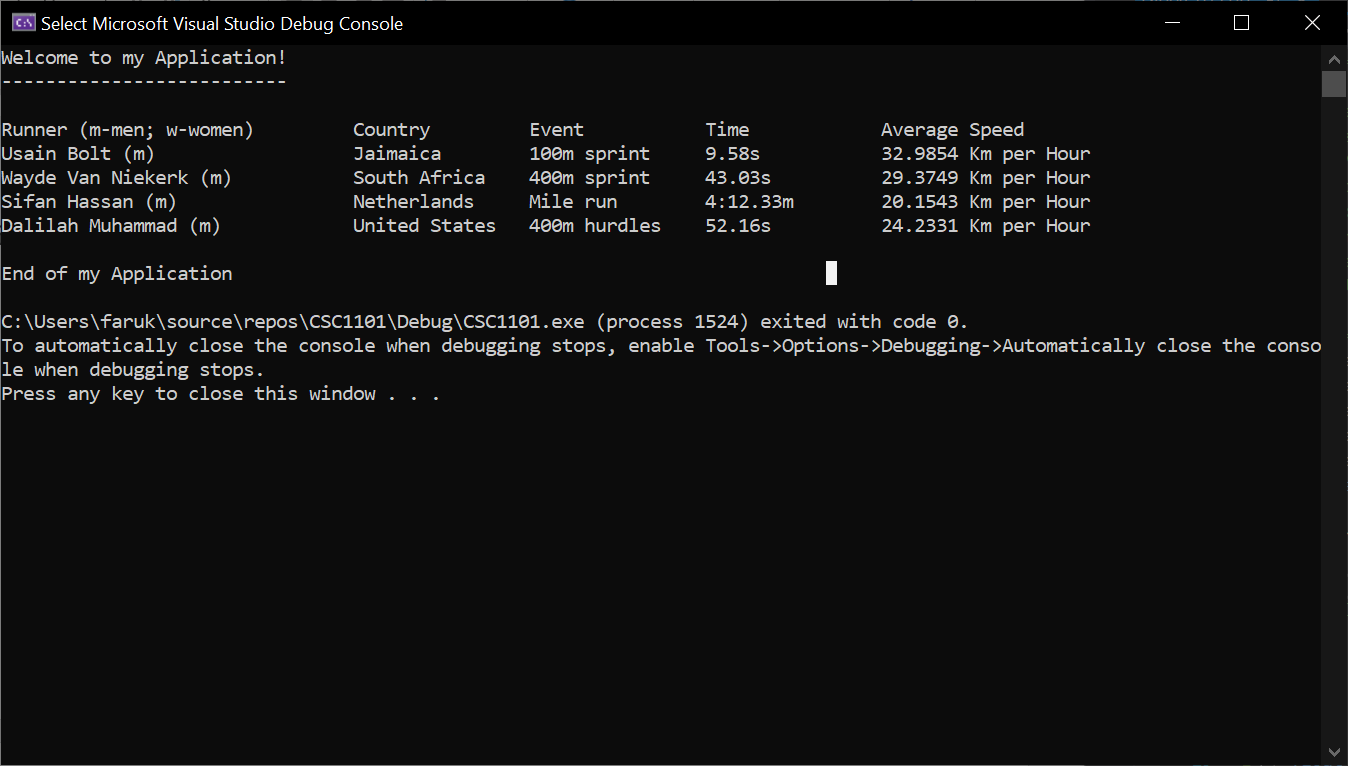 Select Microsoft Visual Studio Debug Console
Welcome to my Application!
--------------------------
Runner (m-men; w-women)         Country         Event           Time            Average Speed
Usain Bolt (m)                  Jaimaica        100m sprint     9.58s           32.9854 Km per Hour
Wayde Van Niekerk (m)           South Africa    400m sprint     43.03s          29.3749 Km per Hour
Sifan Hassan (m)                Netherlands     Mile run        4:12.33m        20.1543 Km per Hour
Dalilah Muhammad (m)            United States   400m hurdles    52.16s          24.2331 Km per Hour
End of my Application
C:\Users\faruk\source\repos\CSC1101\Debug\CSC1101.exe (process 1524) exited with code 0.
To automatically close the console when debugging stops, enable Tools->Options->Debugging->Automatically close the conso
le when debugging stops.
Press any key to close this window . . .